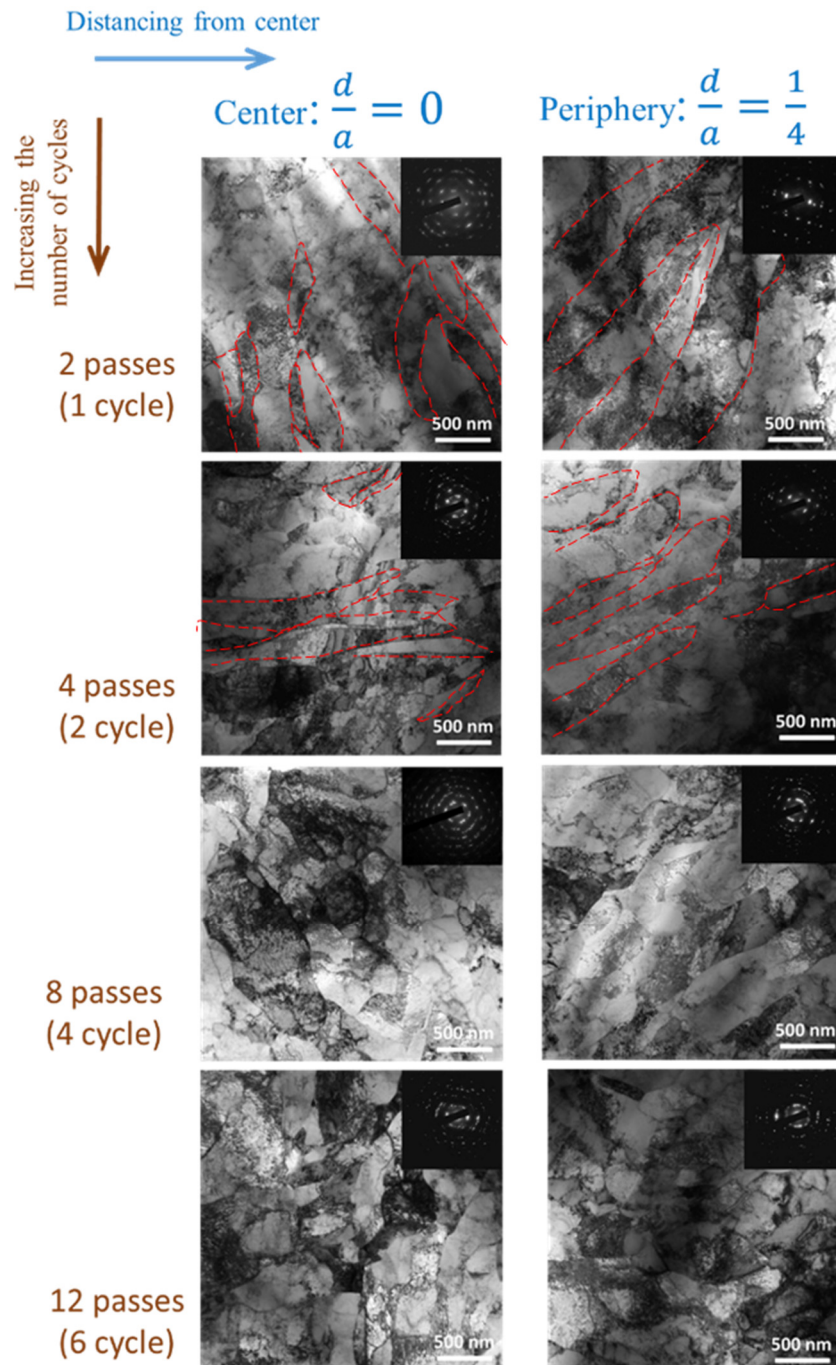 Distancing from center
Increasing the
number of cycles
Center: d/a = 0
Periphery: d/a = 1/4
2 passes
(1 cycle)
500 nm
500 nm
4 passes
(2 cycle)
500 nm
500 nm
8 passes
(4 cycle)
500 nm
500 nm
12 passes
(6 cycle)
500 nm
500 nm